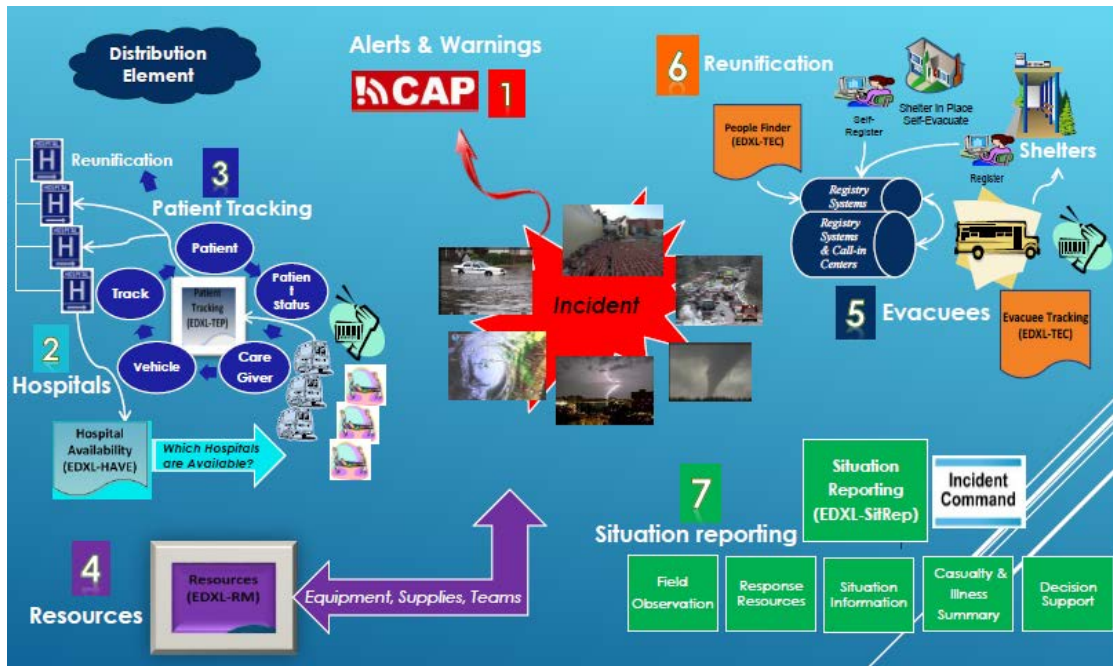 Distribution
Element
Alerts & Warnings
CAP
1
6
Reunification
People Finder
(EDXL-TEC)
Self-
Register
Shelter In Place
Self-Evacuate
Register
Shelters
Registry
Systems
Registry
Systems
& Call-in
Centers
5
Evacuees
Evacuee Tracking
(EDXL-TEC)
HOSPITAL
H
HOSPITAL
H
HOSPITAL
H
HOSPITAL
H
Reunification
3
Patient Tracking
Patient
Patien
t Status
Care
Giver
Vehicle
Track
Patient
Tracking
(EDXL-TEP)
2
Hospitals
Hospital
Availability
(EDXL-HAVE)
Which Hospitals
are Available?
Incident
4
Resources
Resources
(EDXL-RM)
Equipment, Supplies, Teams
7
Situation reporting
Situation
Reporting
(EDXL-SitRep)
Incident
Command
Field
Observation
Response
Resources
Situation
Information
Casualty &
Illness
Summary
Decision
Support